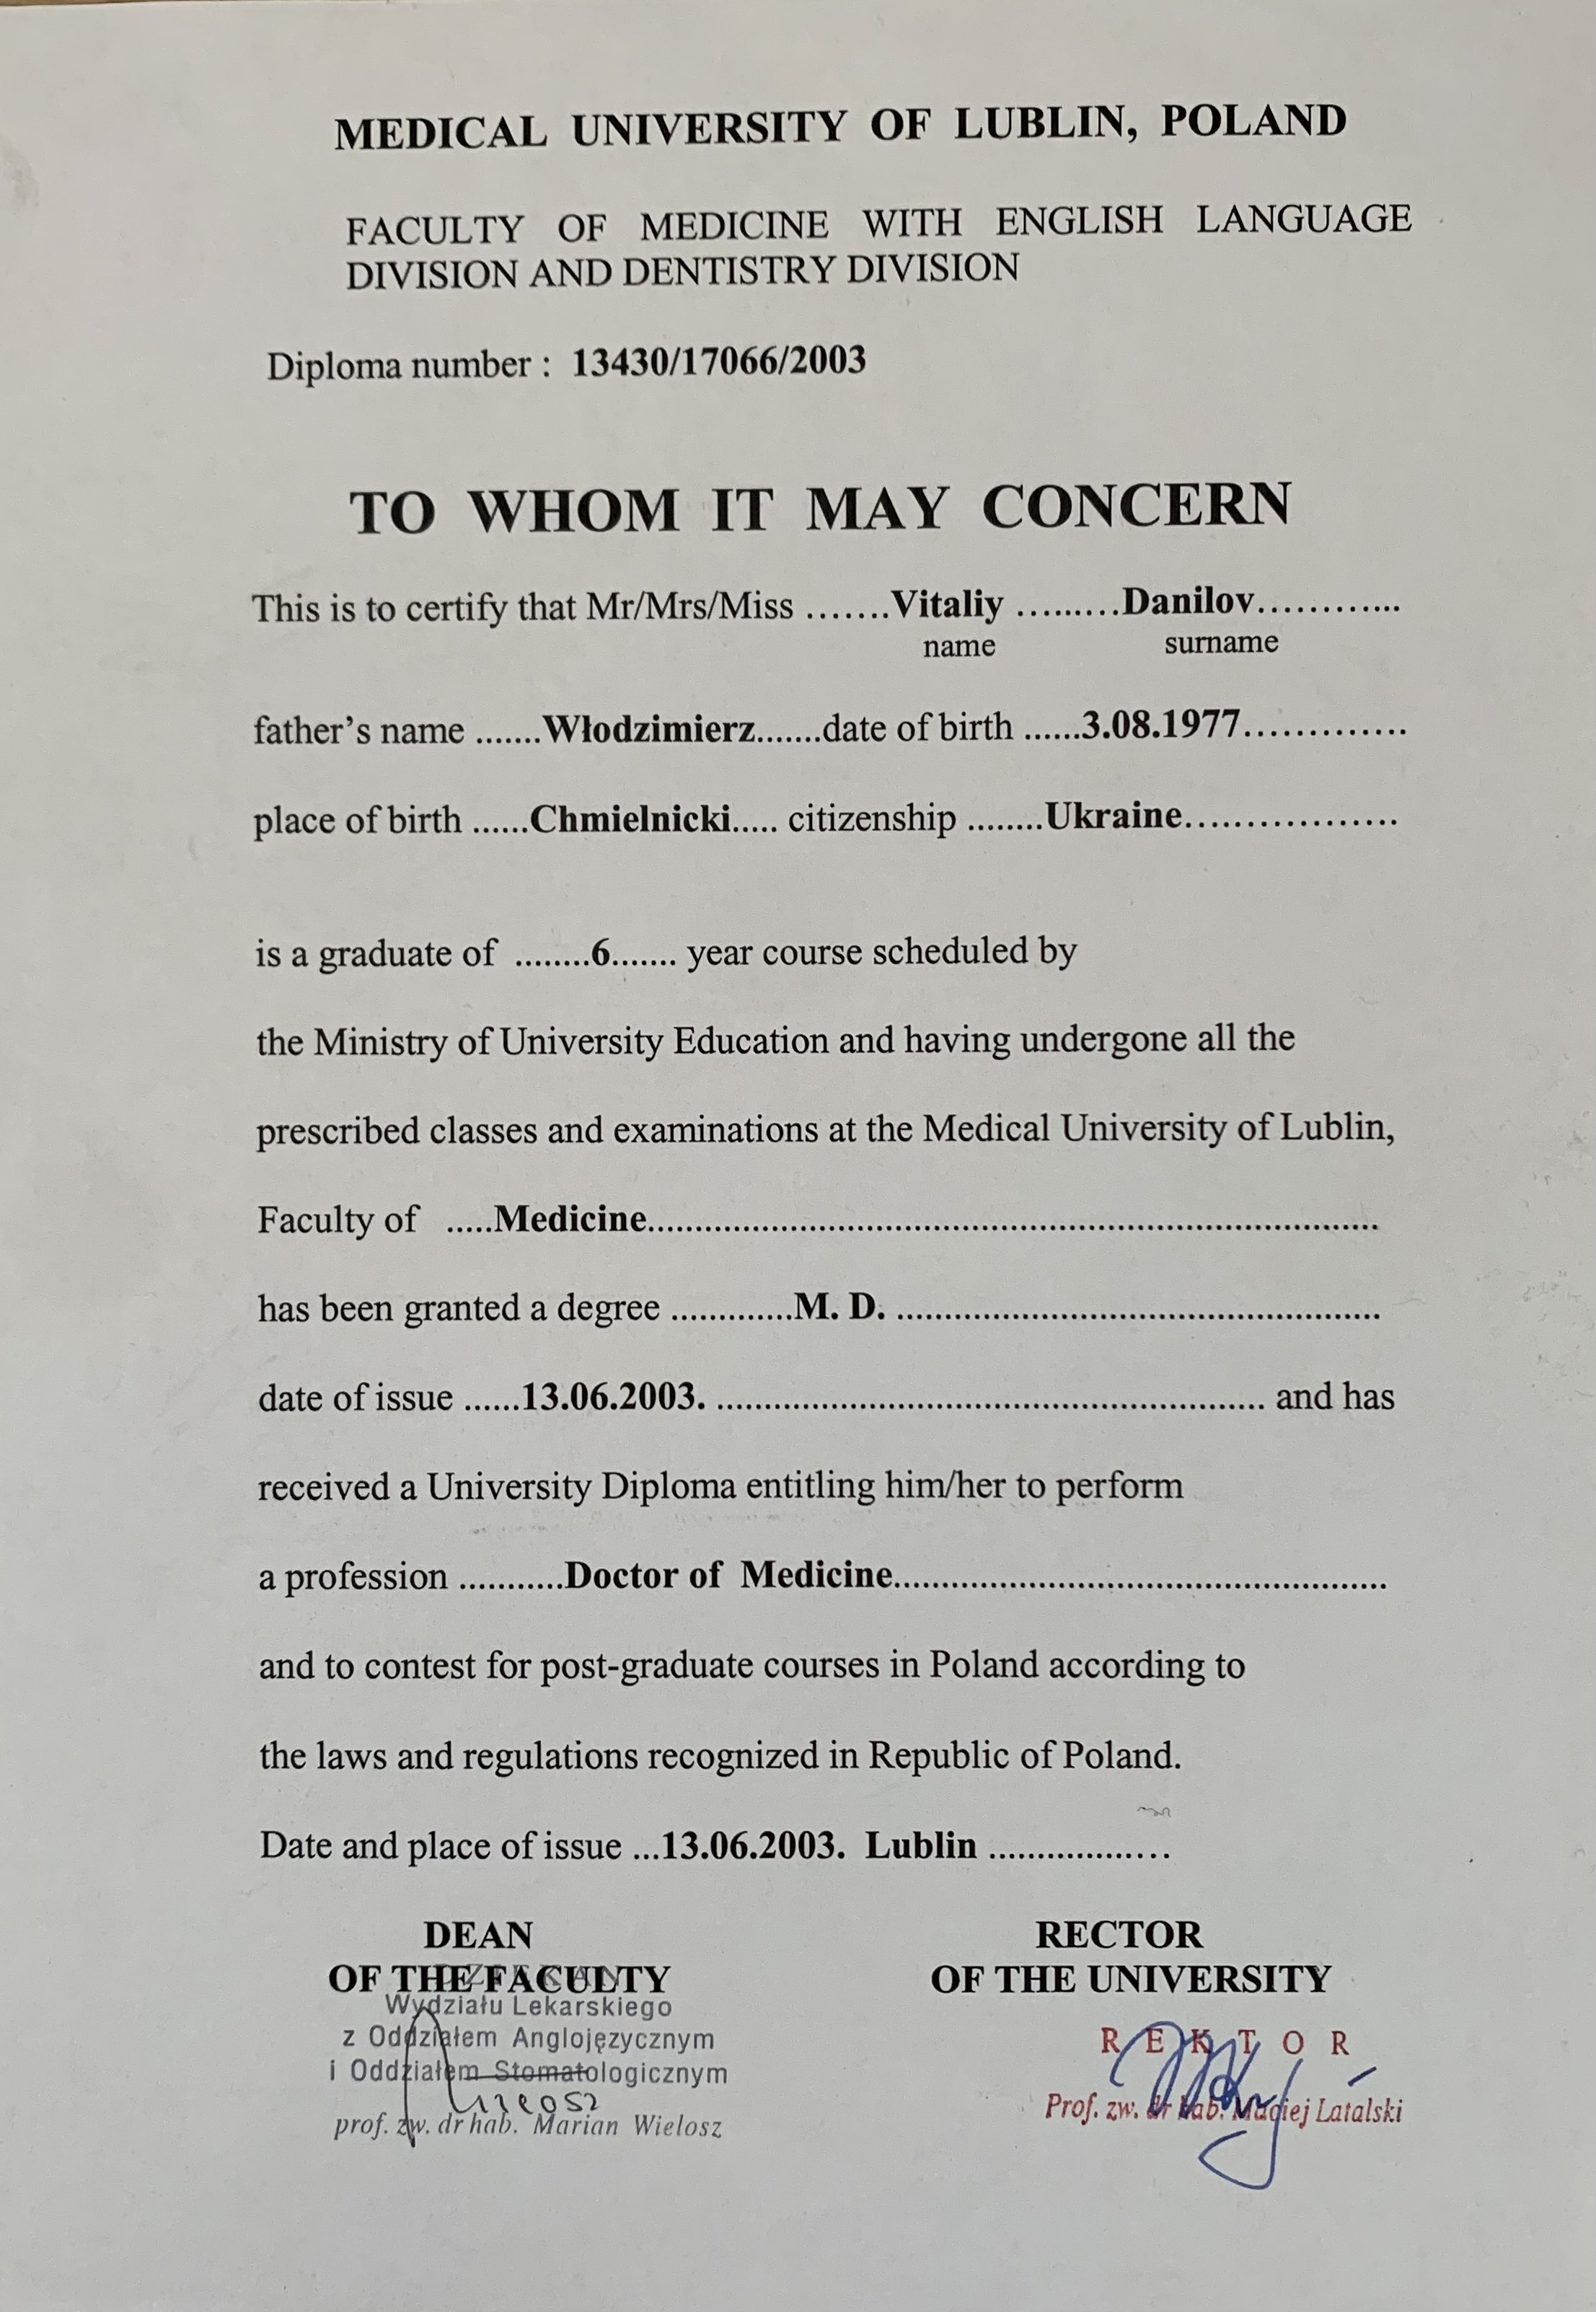 MEDICAL UNIVERSITY OF LUBLIN, POLAND
FACULTY OF MEDICINE WITH ENGLISH LANGUAGE
DIVISION AND DENTISTRY DIVISION
Diploma number : 13430/17066/2003
TO WHOM IT MAY CONCERN
This is to certify that Mr/Mrs/Miss .......Vitaliy .........Danilov............
name surname
father's name .......Włodzimierz.......date of birth ......3.08.1977.............
place of birth ......Chmielnicki..... citizenship ........Ukraine..................
is a graduate of ........6....... year course scheduled by
the Ministry of University Education and having undergone all the
prescribed classes and examinations at the Medical University of Lublin,
Faculty of .....Medicine..............................................................................
has been granted a degree .............M. D. ...................................................
date of issue ......13.06.2003. .......................................................... and has
received a University Diploma entitling him/her to perform
a profession ...........Doctor of Medicine....................................................
and to contest for post-graduate courses in Poland according to
the laws and regulations recognized in Republic of Poland.
Date and place of issue ...13.06.2003. Lublin ...................
DEAN
OF THE FACULTY
DZIEKAN
Wydziału Lekarskiego
z Oddziałem Anglojęzycznym
i Oddziałem Stomatologicznym
prof. zw. dr hab. Marian Wielosz
RECTOR
OF THE UNIVERSITY
R E K T O R
Prof. zw. dr hab. Maciej Latalski